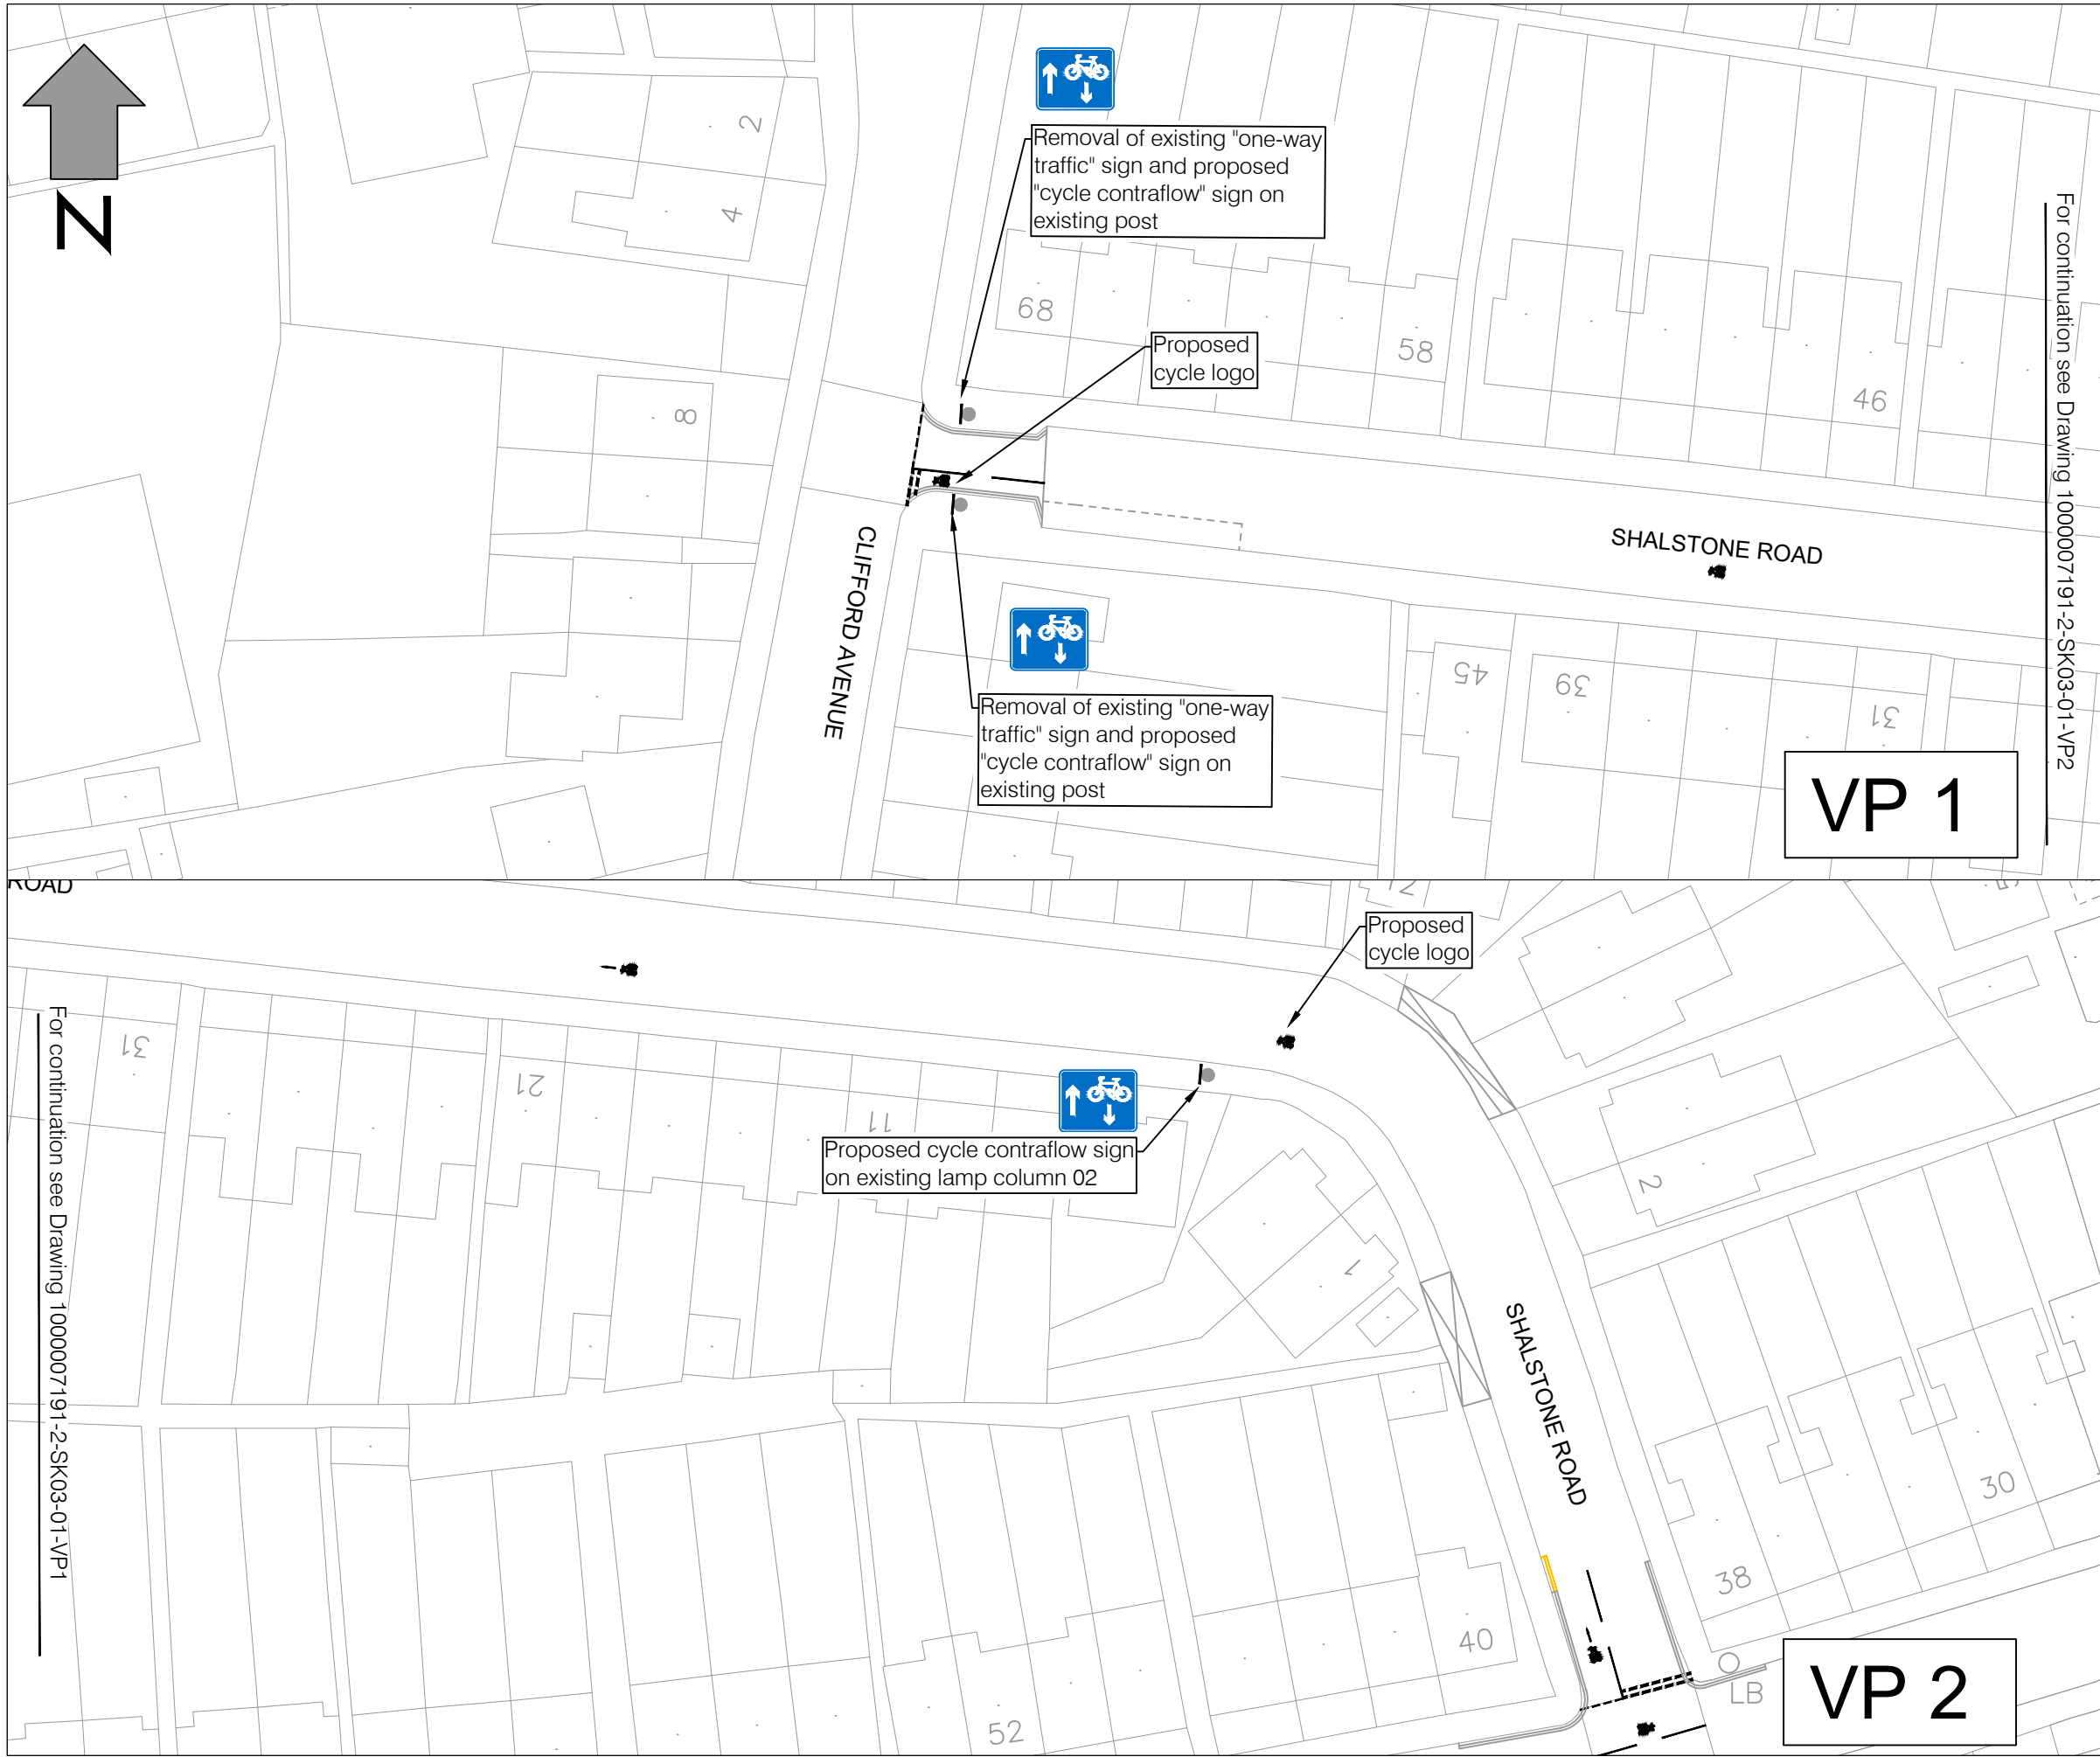 N
2
4
8
Removal of existing "one-way
traffic" sign and proposed
"cycle contraflow" sign on
existing post
68
58
46
Proposed
cycle logo
SHALSTONE ROAD
CLIFFORD AVENUE
Removal of existing "one-way
traffic" sign and proposed
"cycle contraflow" sign on
existing post
45
39
31
For continuation see Drawing 1000007191-2-SK03-01-VP2
VP 1
ROAD
Proposed
cycle logo
31
21
11
Proposed cycle contraflow sign
on existing lamp column 02
For continuation see Drawing 1000007191-2-SK03-01-VP1
1
2
SHALSTONE ROAD
30
38
40
52
LB
VP 2